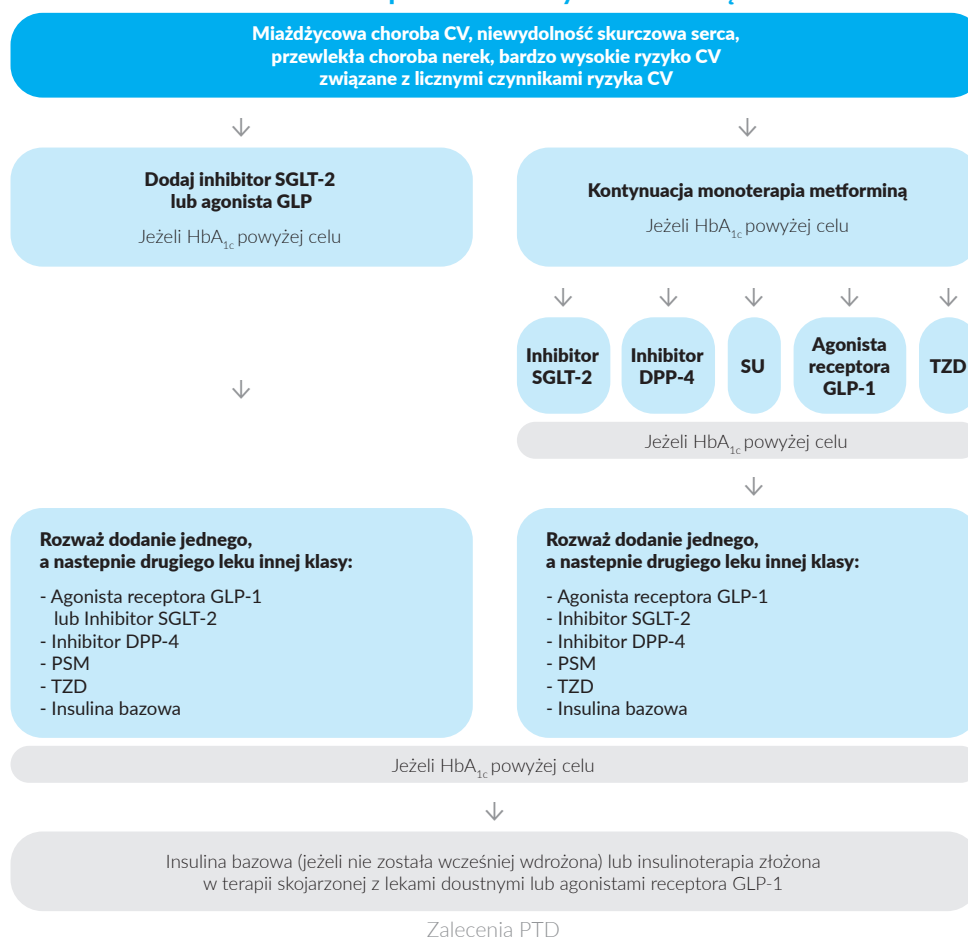 Miażdżycowa choroba CV, niewydolność skurczowa serca,
przewlekła choroba nerek, bardzo wysokie ryzyko CV
związane z licznymi czynnikami ryzyka CV
Dodaj inhibitor SGLT-2
lub agonista GLP
Jeżeli HbA1c powyżej celu
Kontynuacja monoterapia metforminą
Jeżeli HbA1c powyżej celu
Inhibitor
SGLT-2
Inhibitor
DPP-4
SU
Agonista
receptora
GLP-1
TZD
Jeżeli HbA1c powyżej celu
Rozważ dodanie jednego,
a nastepnie drugiego leku innej klasy:
- Agonista receptora GLP-1
lub Inhibitor SGLT-2
- Inhibitor DPP-4
- PSM
- TZD
- Insulina bazowa
Rozważ dodanie jednego,
a nastepnie drugiego leku innej klasy:
- Agonista receptora GLP-1
- Inhibitor SGLT-2
- Inhibitor DPP-4
- PSM
- TZD
- Insulina bazowa
Jeżeli HbA1c powyżej celu
Insulina bazowa (jeżeli nie została wcześniej wdrożona) lub insulinoterapia złożona
w terapii skojarzonej z lekami doustnymi lub agonistami receptora GLP-1
Zalecenia PTD